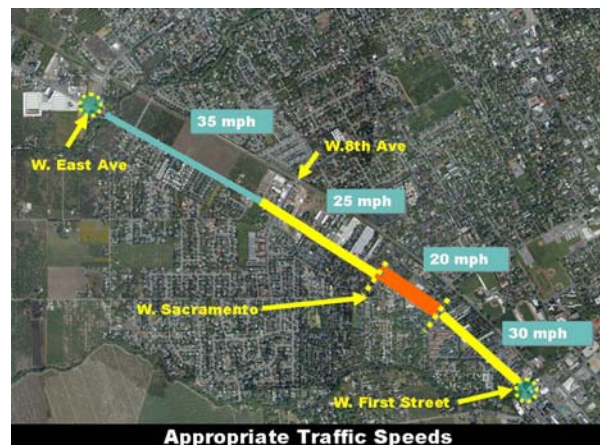 35 mph
W.8th Ave
W. East Ave
25 mph
20 mph
W. Sacramento
30 mph
W. First Street
Appropriate Traffic Speeds